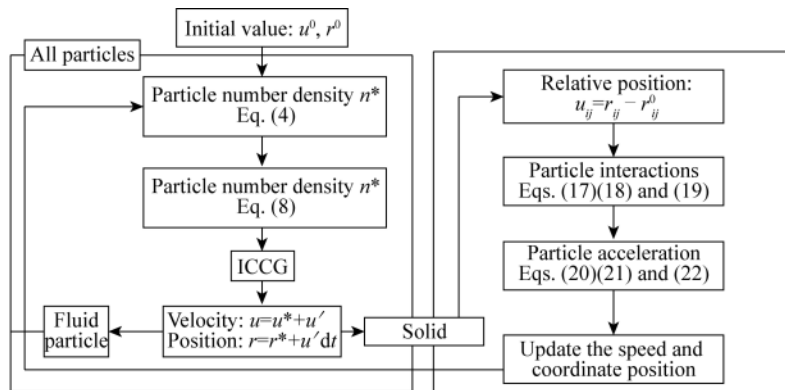 Initial value: u⁰, r⁰
All particles
Particle number density n*
Eq. (4)
Particle number density n*
Eq. (8)
ICCG
Velocity: u=u*+u′
Position: r=r*+u′dt
Fluid
particle
Solid
Relative position:
uᵢⱼ=rᵢⱼ − r⁰ᵢⱼ
Particle interactions
Eqs. (17)(18) and (19)
Particle acceleration
Eqs. (20)(21) and (22)
Update the speed and
coordinate position